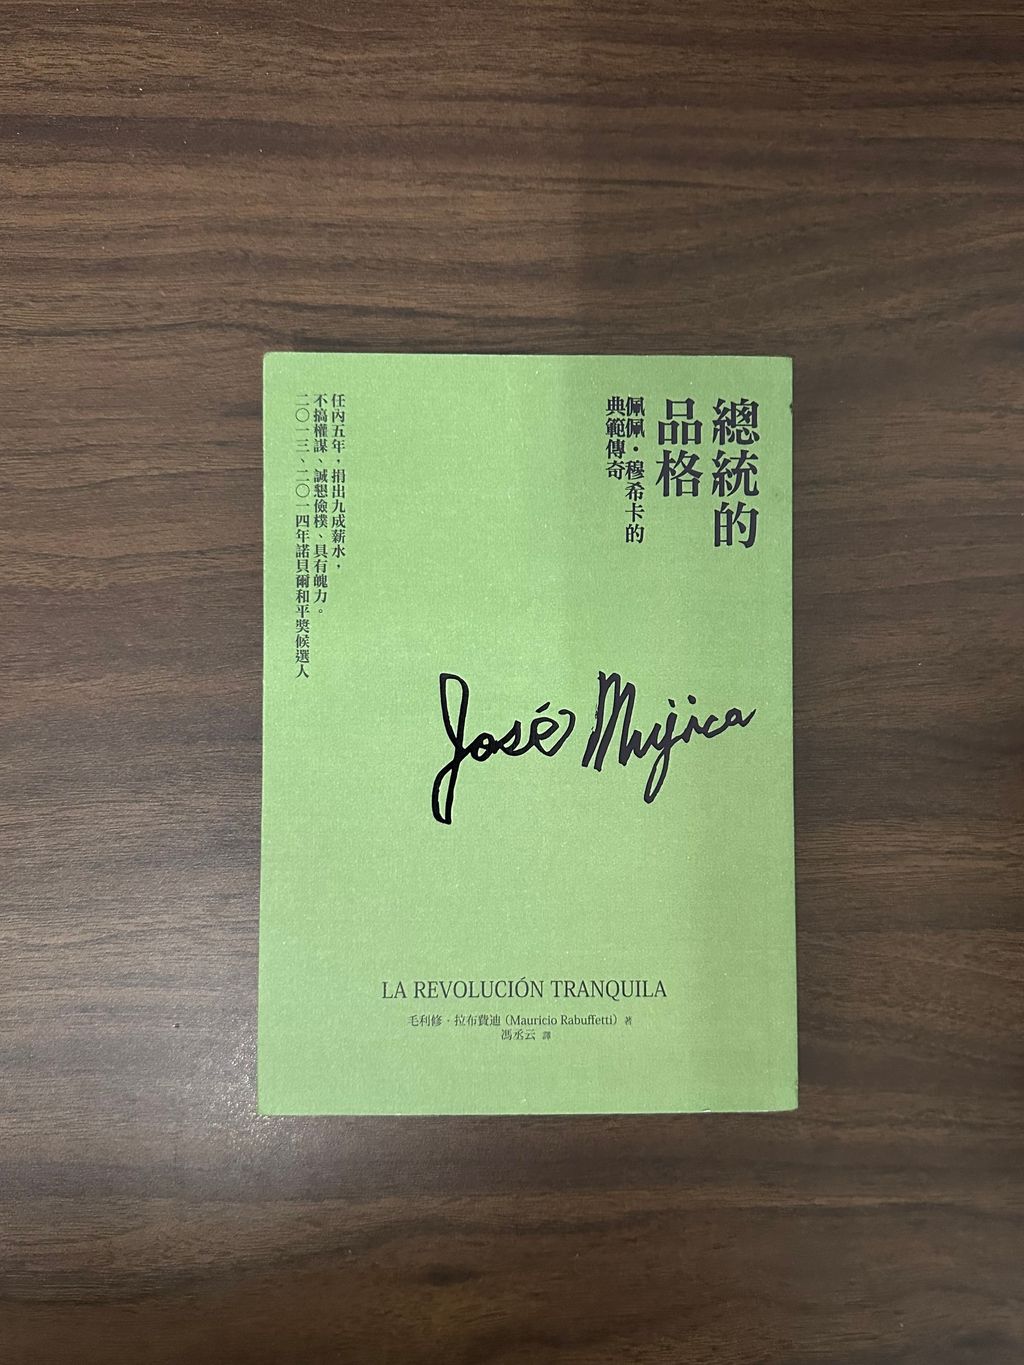 總統的
品格
佩佩・穆希卡的
典範傳奇
任內五年，捐出九成薪水，
不搞權謀、誠懇儉樸、具有魄力。
二〇一三、二〇一四年諾貝爾和平獎候選人
José Mujica
LA REVOLUCIÓN TRANQUILA
毛利修・拉布費迪（Mauricio Rabuffetti）著
馮丞云 譯